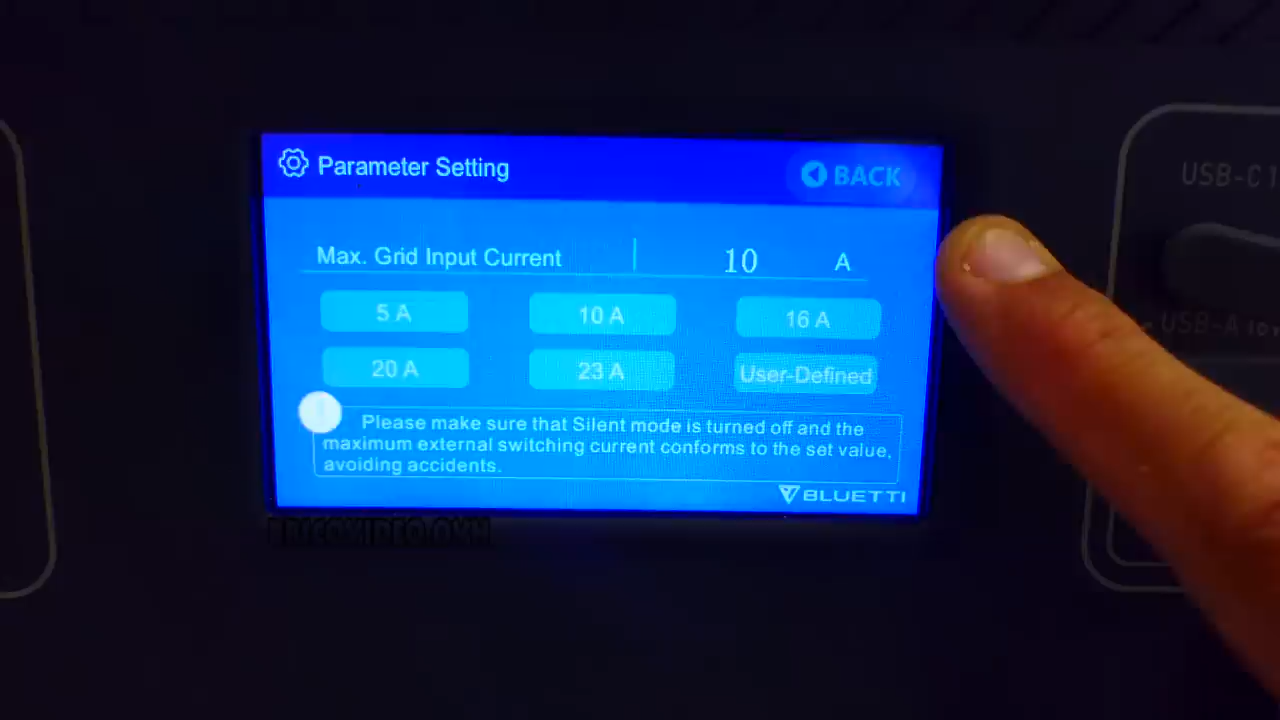 Parameter Setting
BACK
USB-C1
Max. Grid Input Current 10 A
5 A 10 A 16 A
USB-A
20 A 23 A User-Defined
Please make sure that Silent mode is turned off and the
maximum external switching current conforms to the set value,
avoiding accidents.
BLUETTI